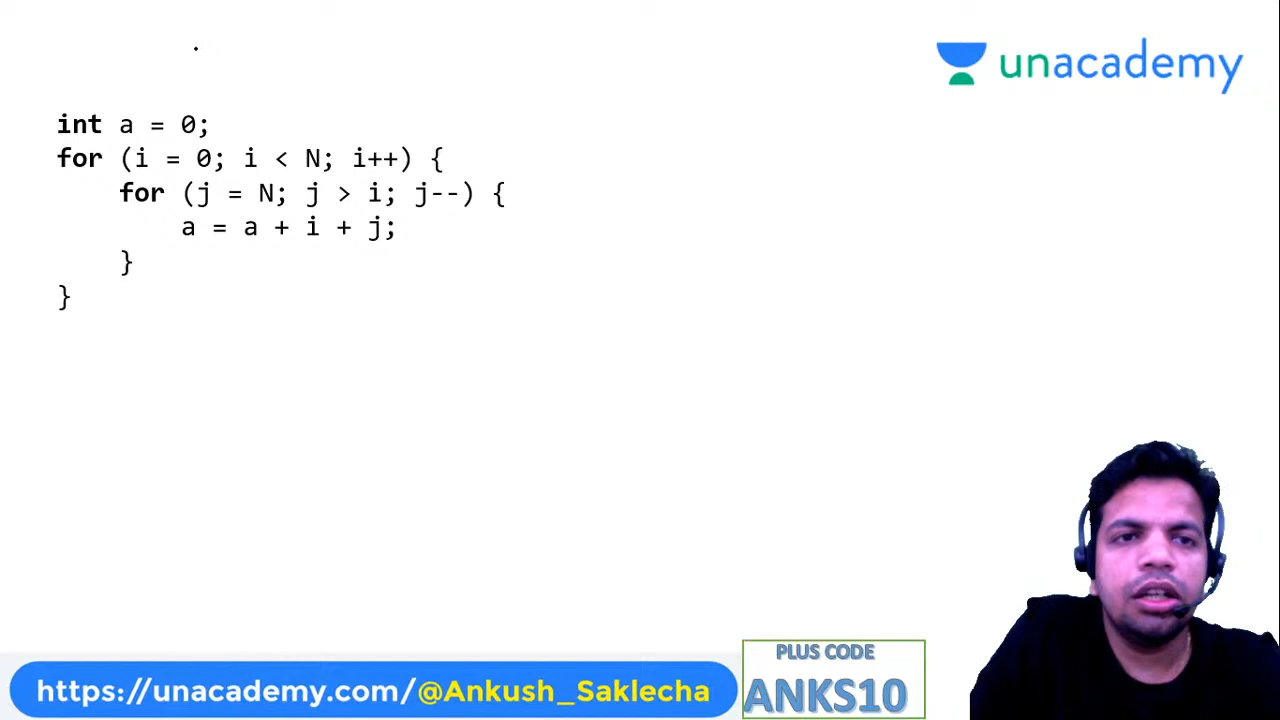 unacademy
int a = 0;
for (i = 0; i < N; i++) {
    for (j = N; j > i; j--) {
        a = a + i + j;
    }
}
https://unacademy.com/@Ankush_Saklecha
PLUS CODE
ANKS10